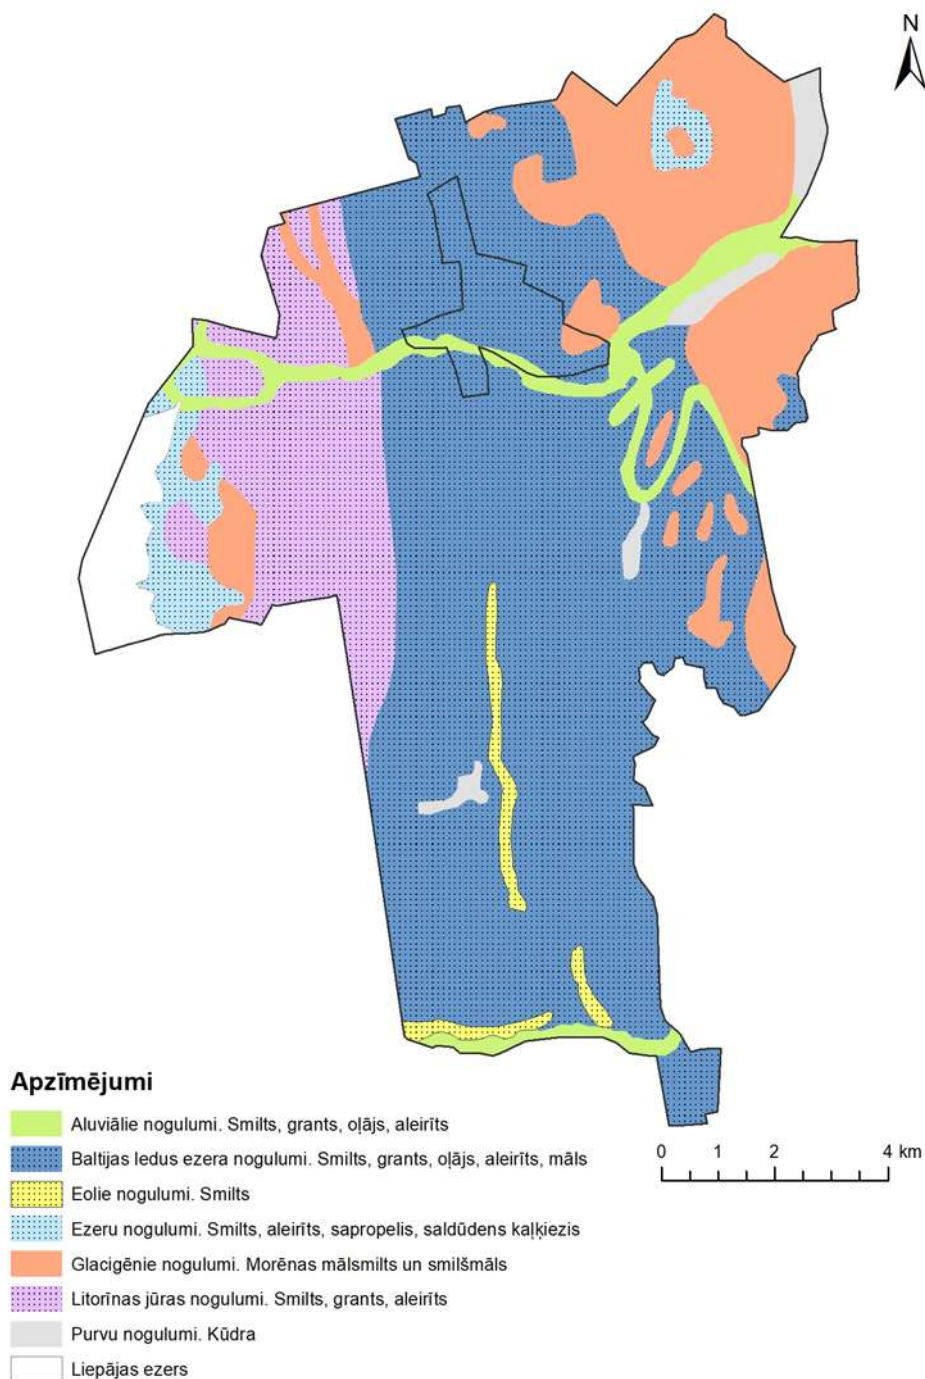 N
Apzīmējumi
Aluviālie nogulumi. Smilts, grants, oļājs, aleirīts
Baltijas ledus ezera nogulumi. Smilts, grants, oļājs, aleirīts, māls
Eolie nogulumi. Smilts
Ezeru nogulumi. Smilts, aleirīts, sapropelis, saldūdens kaļķiezis
Glacigēnie nogulumi. Morēnas mālsmilts un smilšmāls
Litorīnas jūras nogulumi. Smilts, grants, aleirīts
Purvu nogulumi. Kūdra
Liepājas ezers
0 1 2 4 km